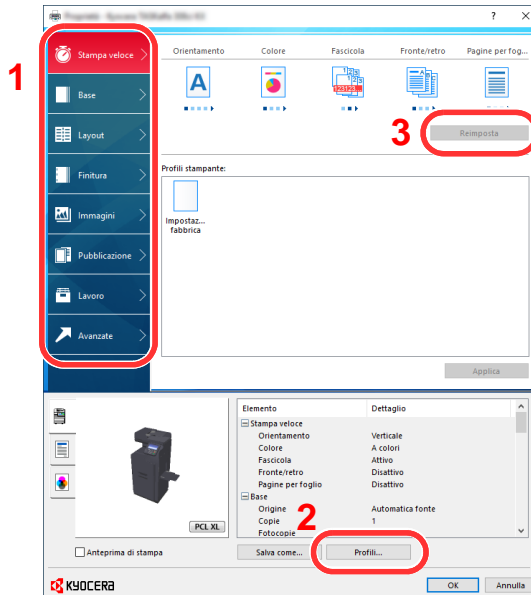 ? ×
1
Stampa veloce
Base
Layout
Finitura
Immagini
Pubblicazione
Lavoro
Avanzate
Orientamento Colore Fascicola Fronte/retro Pagine per fog...
A
123 123...
3
Reimposta
Profili stampante:
Impostaz...
fabbrica
Applica
Elemento Dettaglio
Stampa veloce
Orientamento Verticale
Colore A colori
Fascicola Attivo
Fronte/retro Disattivo
Pagine per foglio Disattivo
Base
Origine Automatica fonte
Copie 1
Fotocopie
PCL XL
2
Anteprima di stampa
Salva come... Profili...
KYOCERA
OK Annulla